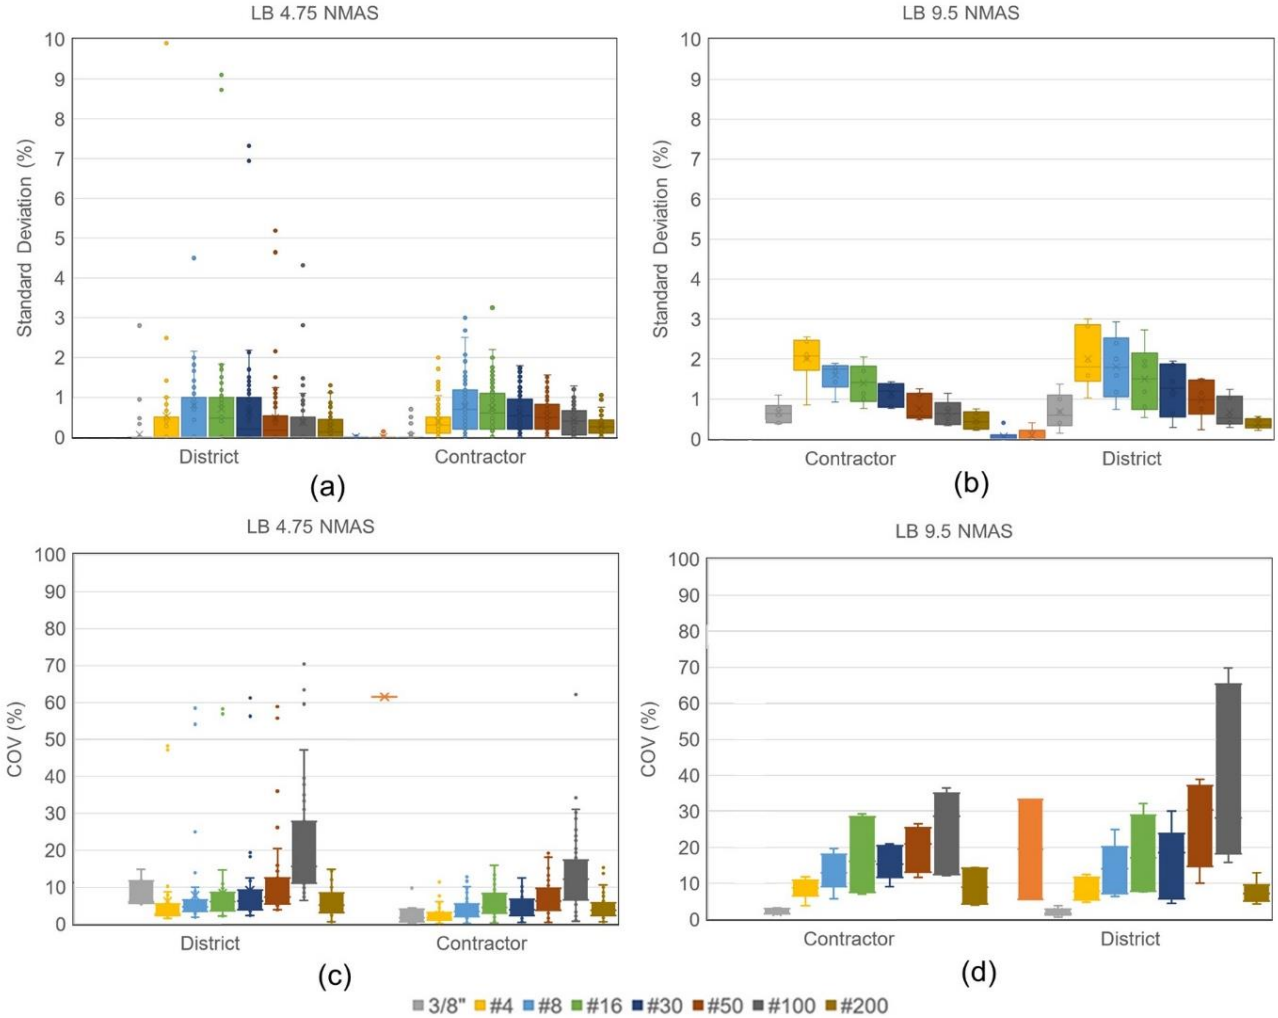 LB 4.75 NMAS
Standard Deviation (%)
10
9
8
7
6
5
4
3
2
1
0
District Contractor
(a)
LB 9.5 NMAS
Standard Deviation (%)
10
9
8
7
6
5
4
3
2
1
0
Contractor District
(b)
LB 4.75 NMAS
COV (%)
100
90
80
70
60
50
40
30
20
10
0
District Contractor
(c)
LB 9.5 NMAS
COV (%)
100
90
80
70
60
50
40
30
20
10
0
Contractor District
(d)
3/8" #4 #8 #16 #30 #50 #100 #200